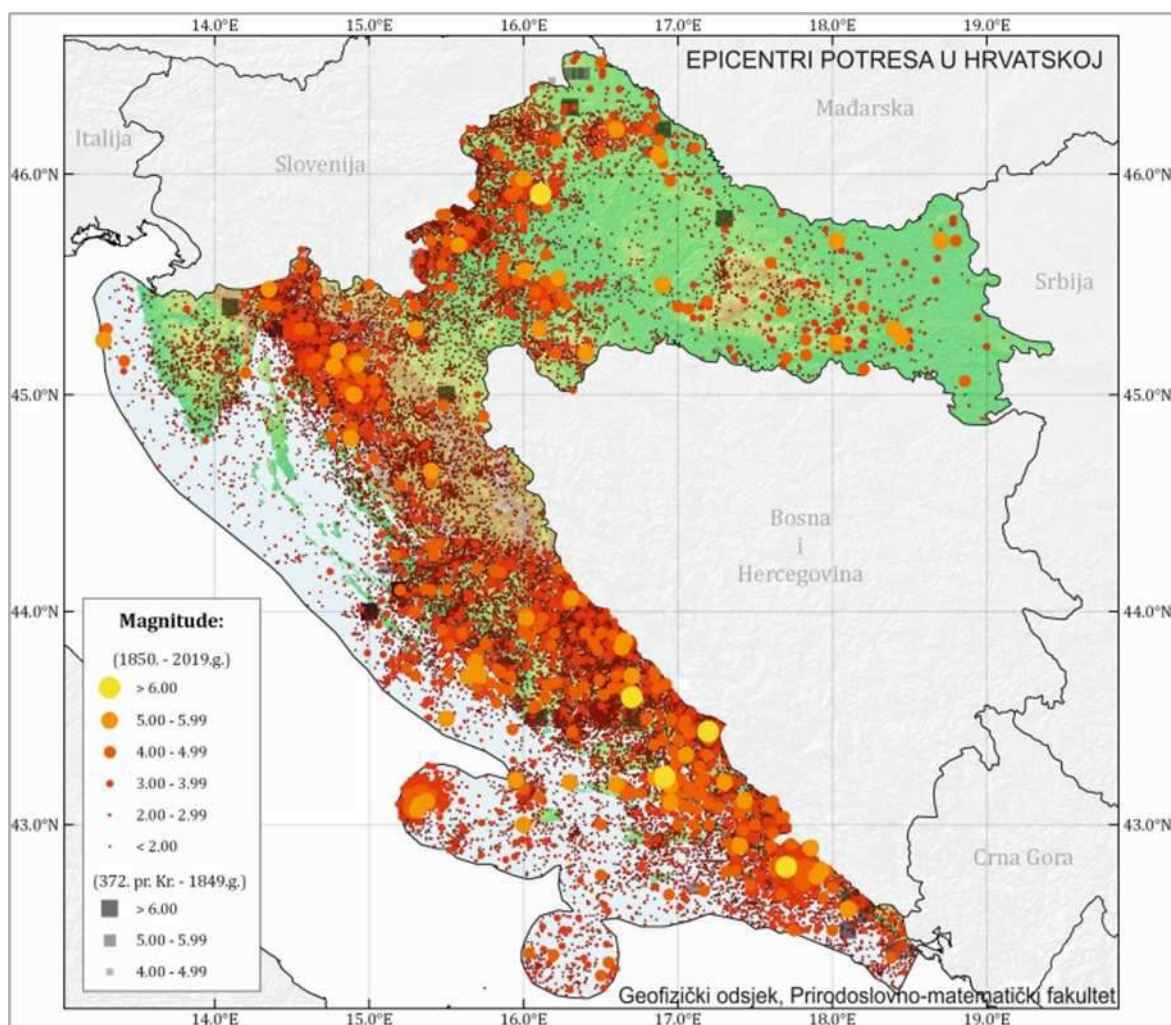 14.0°E 15.0°E 16.0°E 17.0°E 18.0°E 19.0°E
EPICENTRI POTRESA U HRVATSKOJ
Mađarska
Italija
Slovenija
46.0°N 46.0°N
Srbija
45.0°N 45.0°N
Bosna
i
Hercegovina
44.0°N 44.0°N
Magnitude:
(1850. - 2019.g.)
> 6.00
5.00 - 5.99
4.00 - 4.99
3.00 - 3.99
2.00 - 2.99
< 2.00
(372. pr. Kr. - 1849.g.)
> 6.00
5.00 - 5.99
4.00 - 4.99
43.0°N 43.0°N
Crna Gora
Geofizički odsjek, Prirodoslovno-matematički fakultet
14.0°E 15.0°E 16.0°E 17.0°E 18.0°E 19.0°E